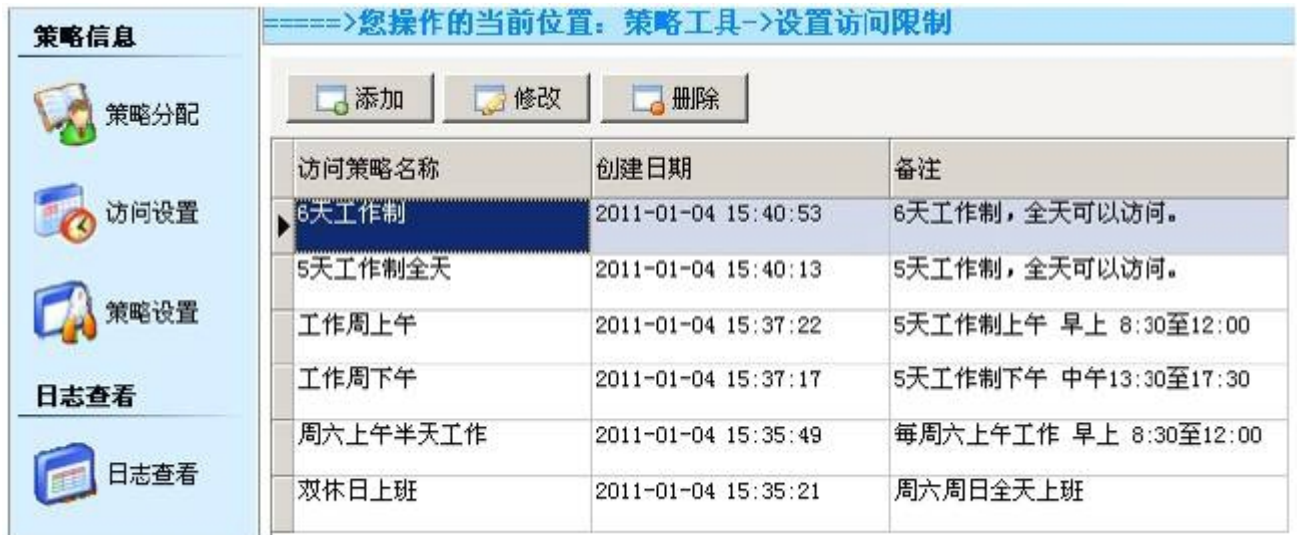 策略信息
策略分配
访问设置
策略设置
日志查看
日志查看
=====>您操作的当前位置：策略工具->设置访问限制
添加 修改 删除
访问策略名称 创建日期 备注
6天工作制 2011-01-04 15:40:53 6天工作制，全天可以访问。
5天工作制全天 2011-01-04 15:40:13 5天工作制，全天可以访问。
工作周上午 2011-01-04 15:37:22 5天工作制上午 早上 8:30至12:00
工作周下午 2011-01-04 15:37:17 5天工作制下午 中午13:30至17:30
周六上午半天工作 2011-01-04 15:35:49 每周六上午工作 早上 8:30至12:00
双休日上班 2011-01-04 15:35:21 周六周日全天上班